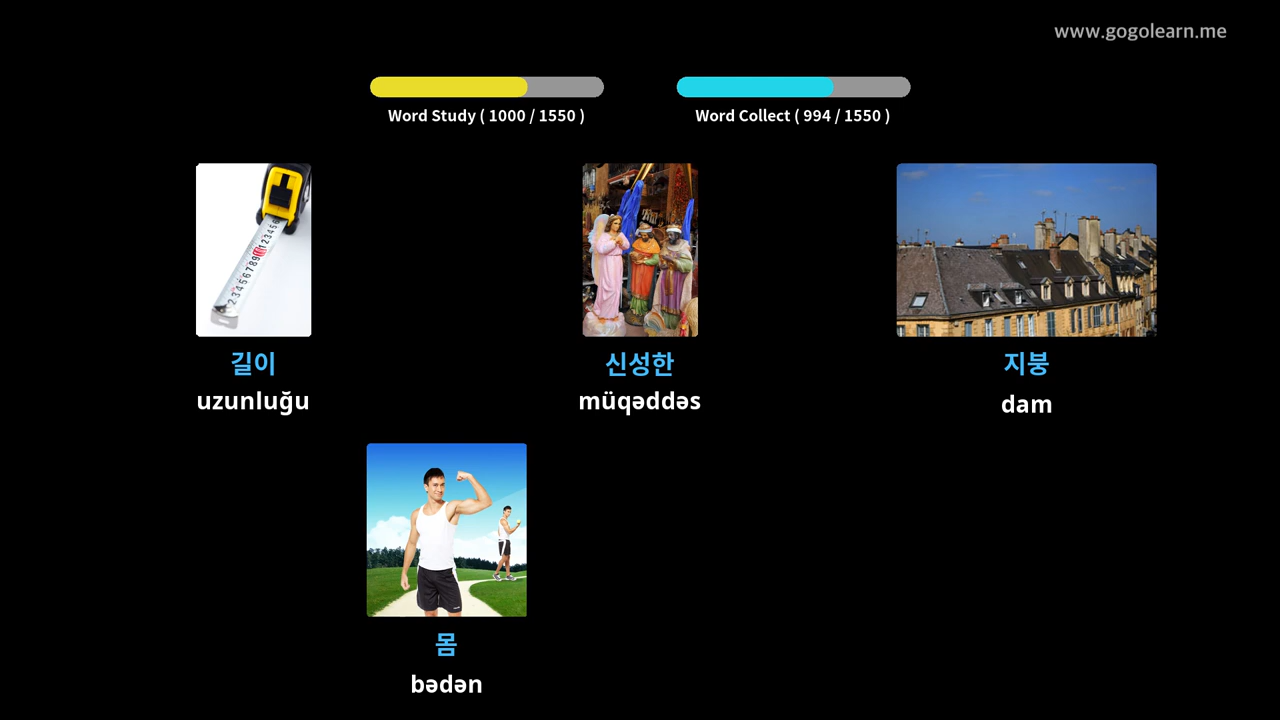 www.gogolearn.me
Word Study ( 1000 / 1550 )
Word Collect ( 994 / 1550 )
길이
uzunluğu
신성한
müqəddəs
지붕
dam
몸
bədən